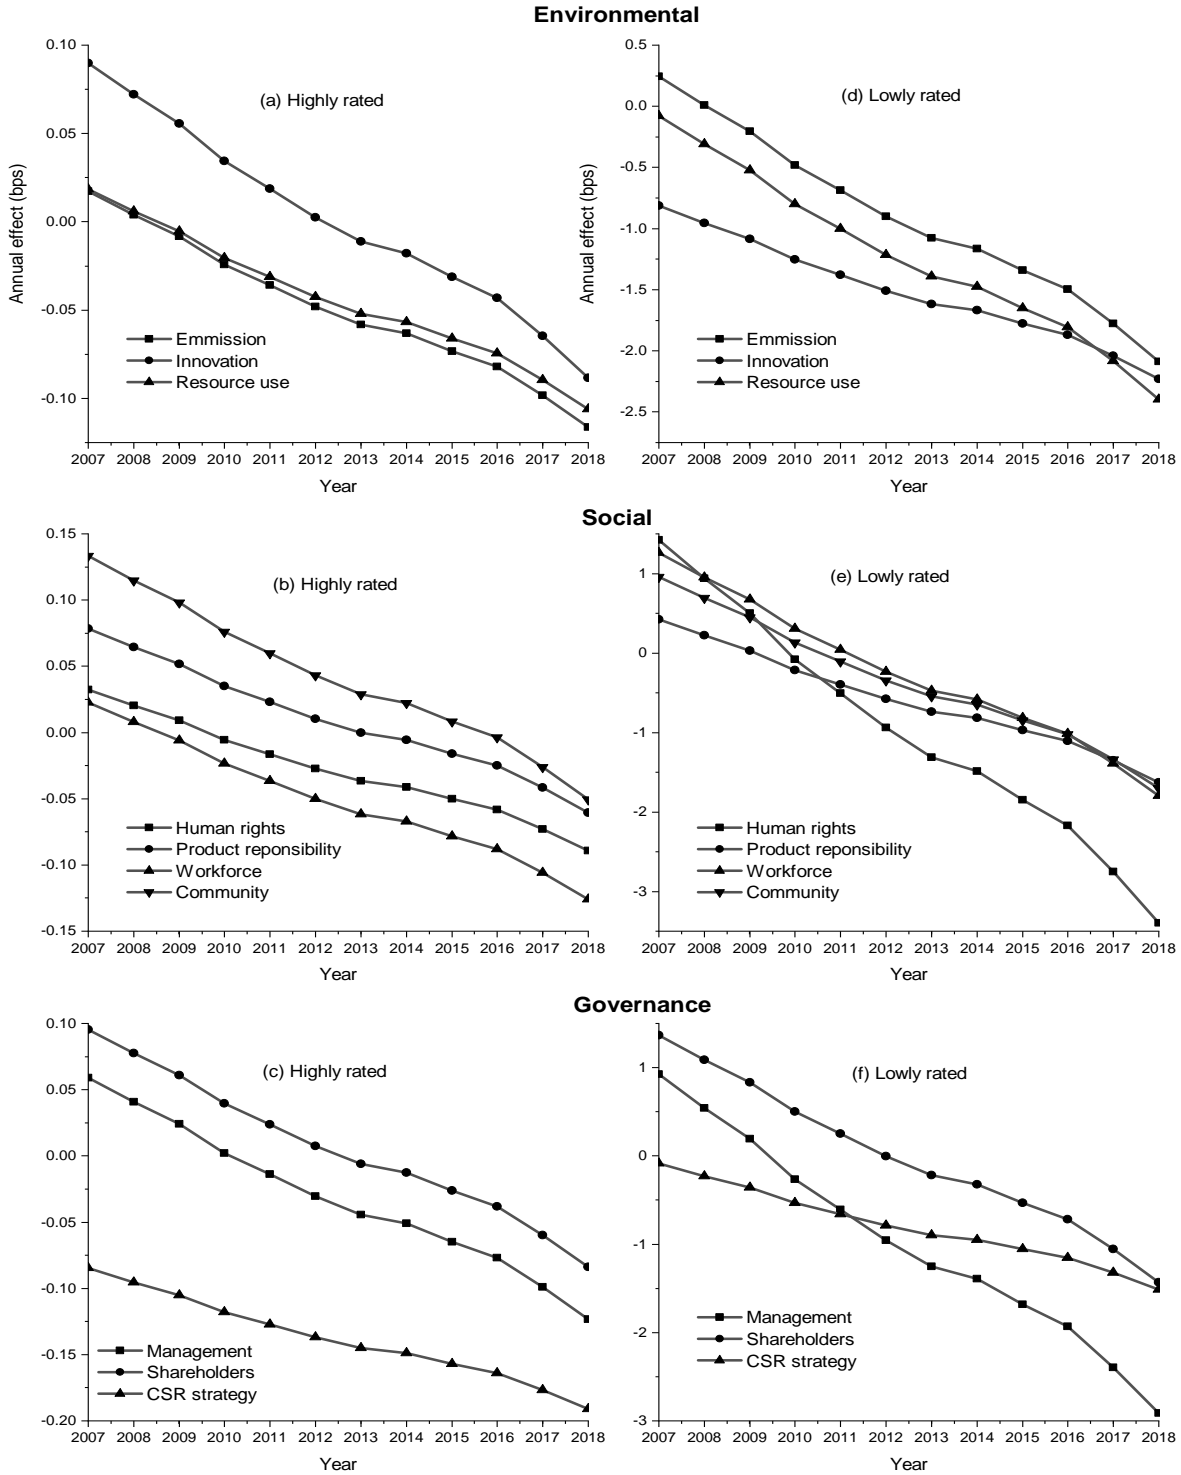 Environmental
0.10
0.05
0.00
-0.05
-0.10
Annual effect (bps)
(a) Highly rated
Emmission
Innovation
Resource use
2007 2008 2009 2010 2011 2012 2013 2014 2015 2016 2017 2018
Year
0.5
0.0
-0.5
-1.0
-1.5
-2.0
-2.5
Annual effect (bps)
(d) Lowly rated
Emmission
Innovation
Resource use
2007 2008 2009 2010 2011 2012 2013 2014 2015 2016 2017 2018
Year
Social
0.15
0.10
0.05
0.00
-0.05
-0.10
-0.15
(b) Highly rated
Human rights
Product reponsibility
Workforce
Community
2007 2008 2009 2010 2011 2012 2013 2014 2015 2016 2017 2018
Year
1
0
-1
-2
-3
(e) Lowly rated
Human rights
Product reponsibility
Workforce
Community
2007 2008 2009 2010 2011 2012 2013 2014 2015 2016 2017 2018
Year
Governance
0.10
0.05
0.00
-0.05
-0.10
-0.15
-0.20
(c) Highly rated
Management
Shareholders
CSR strategy
2007 2008 2009 2010 2011 2012 2013 2014 2015 2016 2017 2018
Year
1
0
-1
-2
-3
(f) Lowly rated
Management
Shareholders
CSR strategy
2007 2008 2009 2010 2011 2012 2013 2014 2015 2016 2017 2018
Year